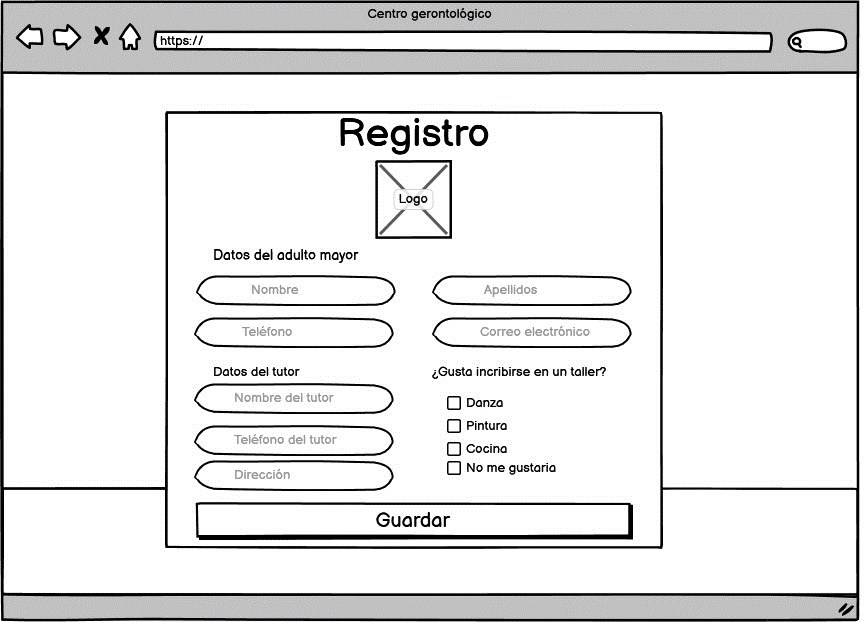 Centro gerontológico
https://
Registro
Logo
Datos del adulto mayor
Nombre
Apellidos
Teléfono
Correo electrónico
Datos del tutor
Nombre del tutor
Teléfono del tutor
Dirección
¿Gusta incribirse en un taller?
Danza
Pintura
Cocina
No me gustaria
Guardar